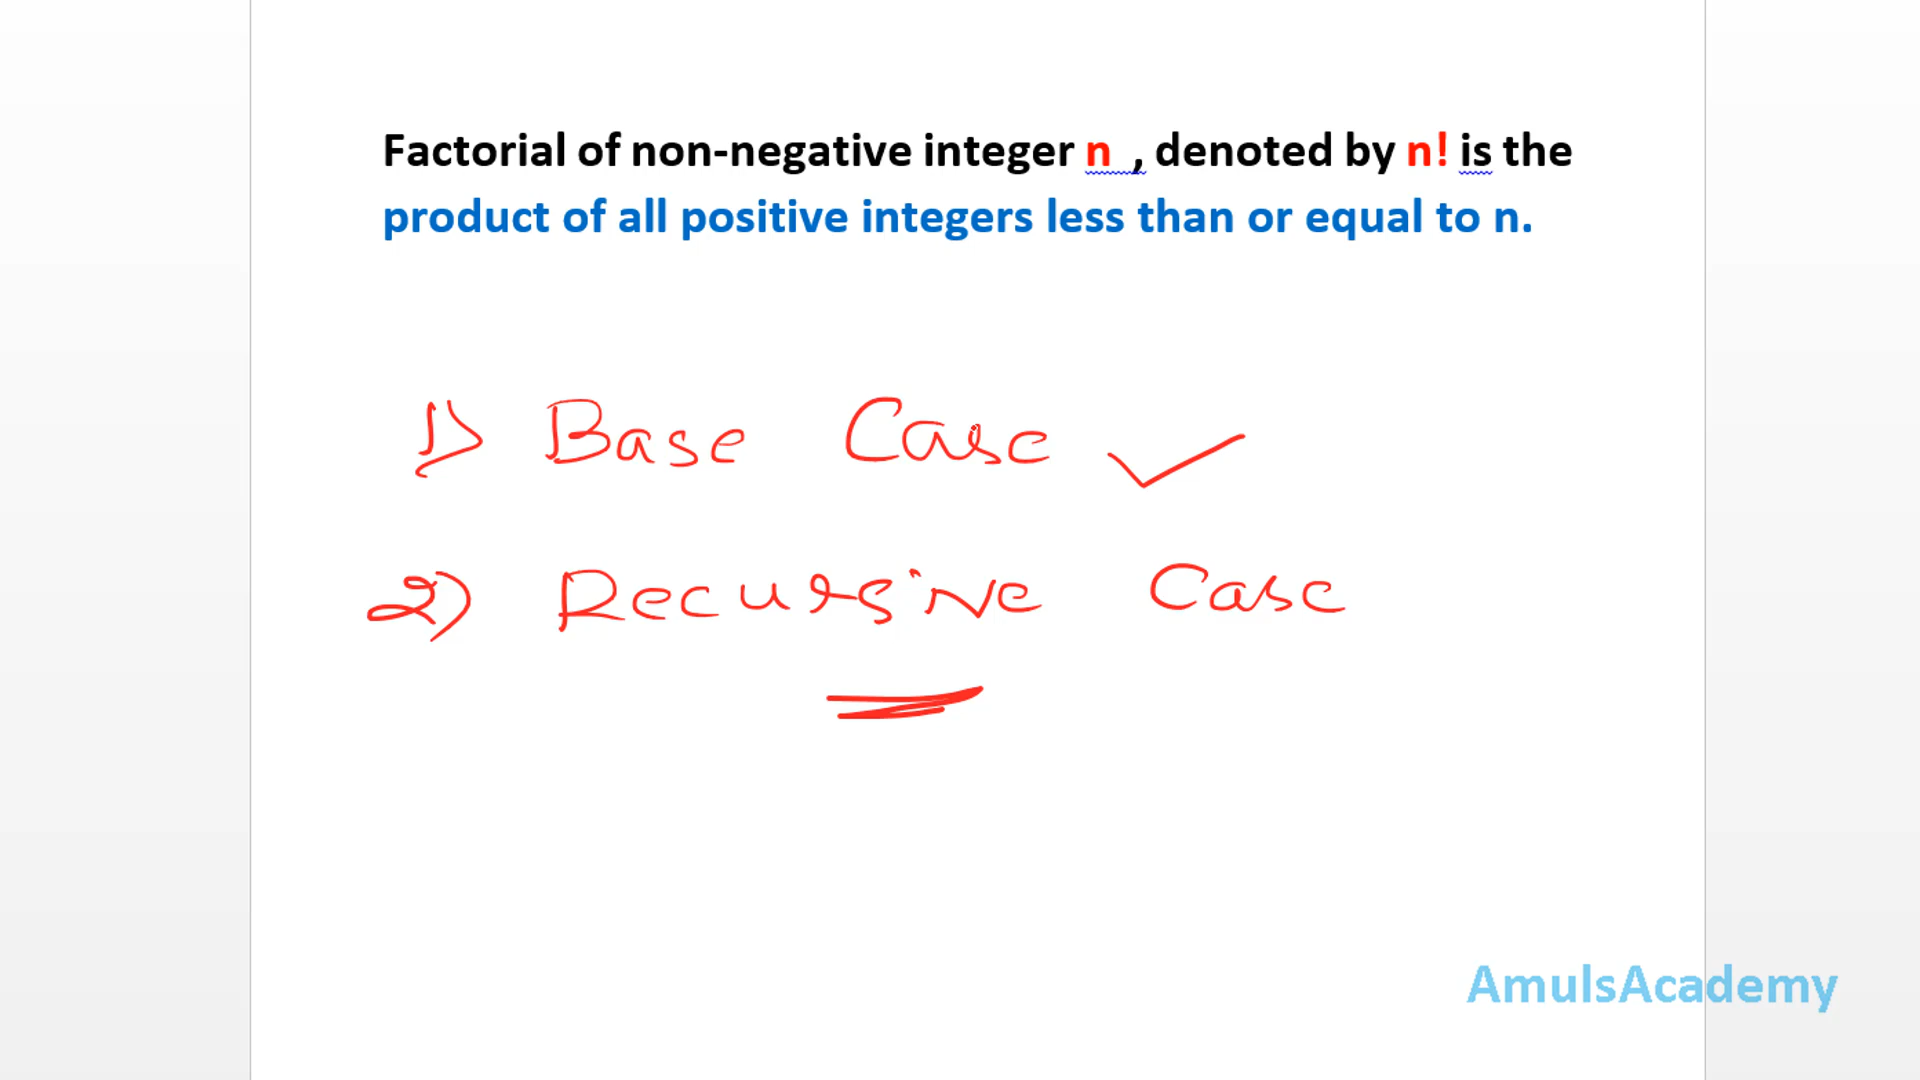 Factorial of non-negative integer n , denoted by n! is the
product of all positive integers less than or equal to n.
1) Base Case
2) Recursive Case
AmulsAcademy